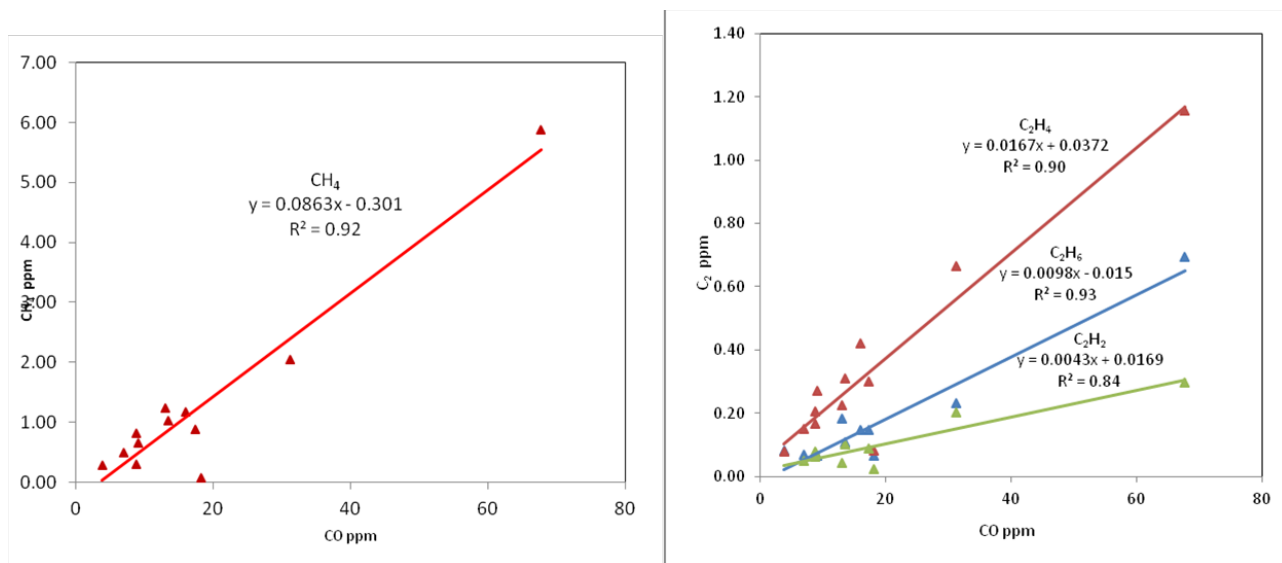 7.00
6.00
5.00
4.00
3.00
2.00
1.00
0.00
CH₄ ppm
CH₄
y = 0.0863x - 0.301
R² = 0.92
0 20 40 60 80
CO ppm
1.40
1.20
1.00
0.80
0.60
0.40
0.20
0.00
C₂ ppm
C₂H₄
y = 0.0167x + 0.0372
R² = 0.90
C₂H₆
y = 0.0098x - 0.015
R² = 0.93
C₂H₂
y = 0.0043x + 0.0169
R² = 0.84
0 20 40 60 80
CO ppm